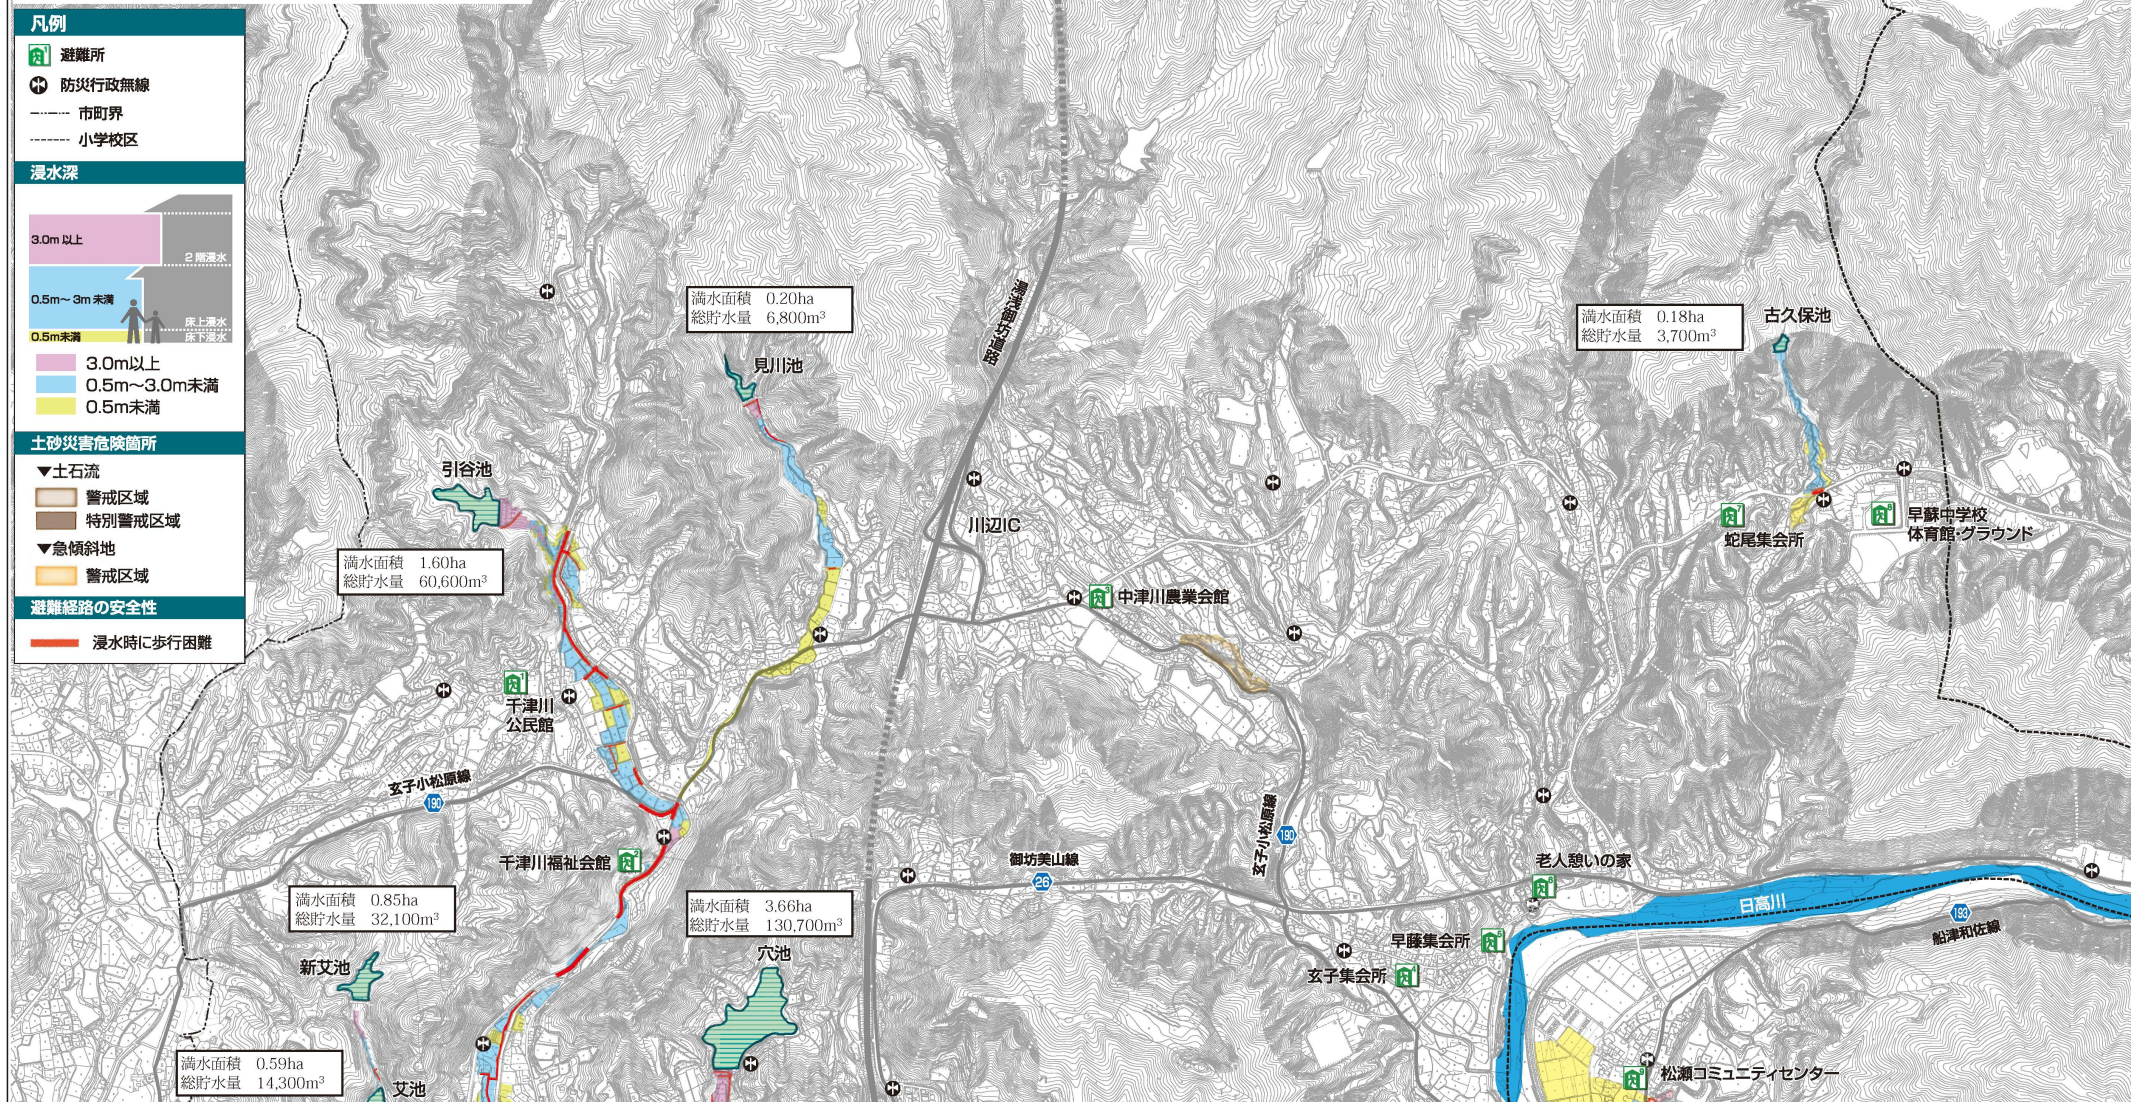 凡例
1
避難所
防災行政無線
市町界
小学校区
浸水深
3.0m 以上
2 階浸水
0.5m〜 3m 未満
床上浸水
0.5m未満
床下浸水
3.0m以上
0.5m〜3.0m未満
0.5m未満
土砂災害危険箇所
▼土石流
警戒区域
特別警戒区域
▼急傾斜地
警戒区域
避難経路の安全性
浸水時に歩行困難
満水面積 0.20ha
総貯水量 6,800m³
見川池
湯浅御坊道路
満水面積 0.18ha
総貯水量 3,700m³
古久保池
引谷池
満水面積 1.60ha
総貯水量 60,600m³
川辺IC
7
蛇尾集会所
8
早蘇中学校
体育館・グラウンド
3
中津川農業会館
1
千津川
公民館
玄子小松原線
190
千津川福祉会館
2
玄子小松原線
190
御坊美山線
26
老人憩いの家
6
日高川
193
船津和佐線
満水面積 0.85ha
総貯水量 32,100m³
新艾池
満水面積 3.66ha
総貯水量 130,700m³
穴池
早藤集会所
5
玄子集会所
4
満水面積 0.59ha
総貯水量 14,300m³
艾池
9
松瀬コミュニティセンター